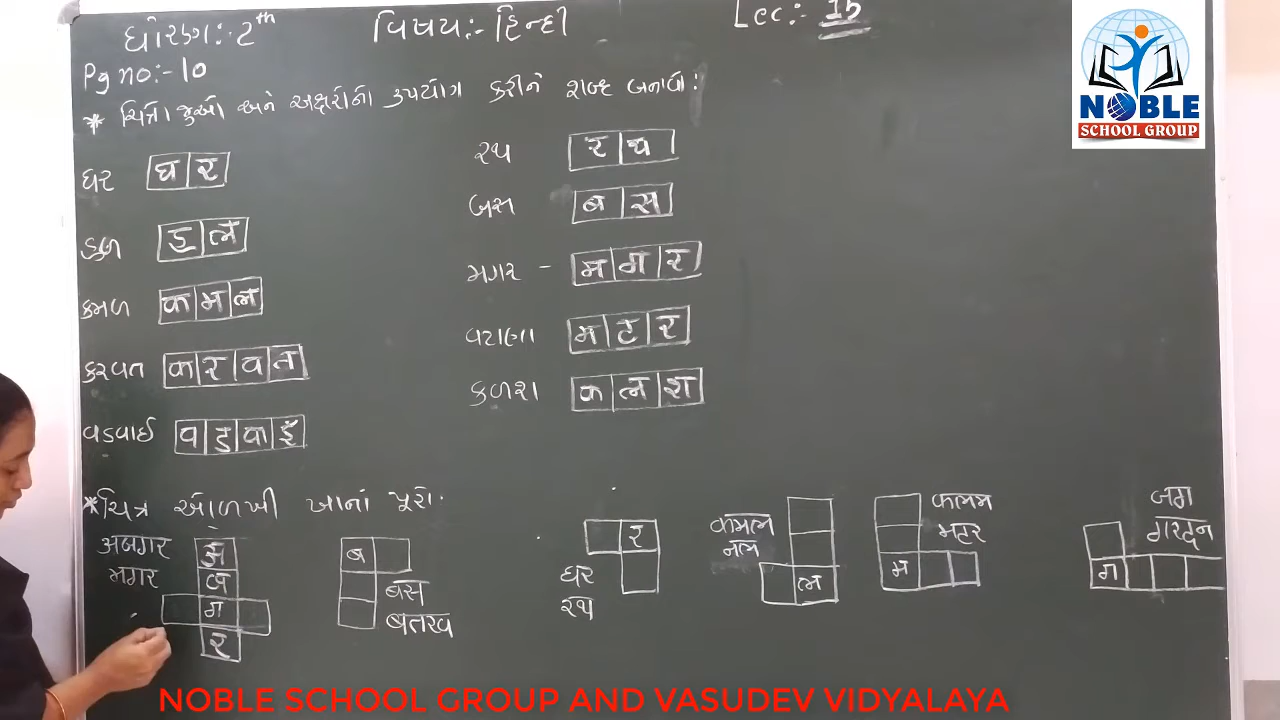 ધોરણ:- 2th
વિષય:- હિન્દી
Lec:- 15
Pg no:- 10
* ચિત્રો જુઓ અને અક્ષરોનો ઉપયોગ કરીને શબ્દ બનાવો:
ઘર घ र
હળ ह ल
કમળ क म ल
કરવત क र व त
વડવાઈ व ड वा ई
રથ र थ
બસ ब स
મગર - म ग र
વટાણા म ट र
કળશ क ल श
* ચિત્ર ઓળખી ખાનાં પૂરો.
अजगर
मगर
अ
ज
ग
र
ब
बस
बतख
र
घर
रथ
कमल
नल
ल
कलम
मटर
म
जग
गरदन
ग
NOBLE
SCHOOL GROUP
NOBLE SCHOOL GROUP AND VASUDEV VIDYALAYA